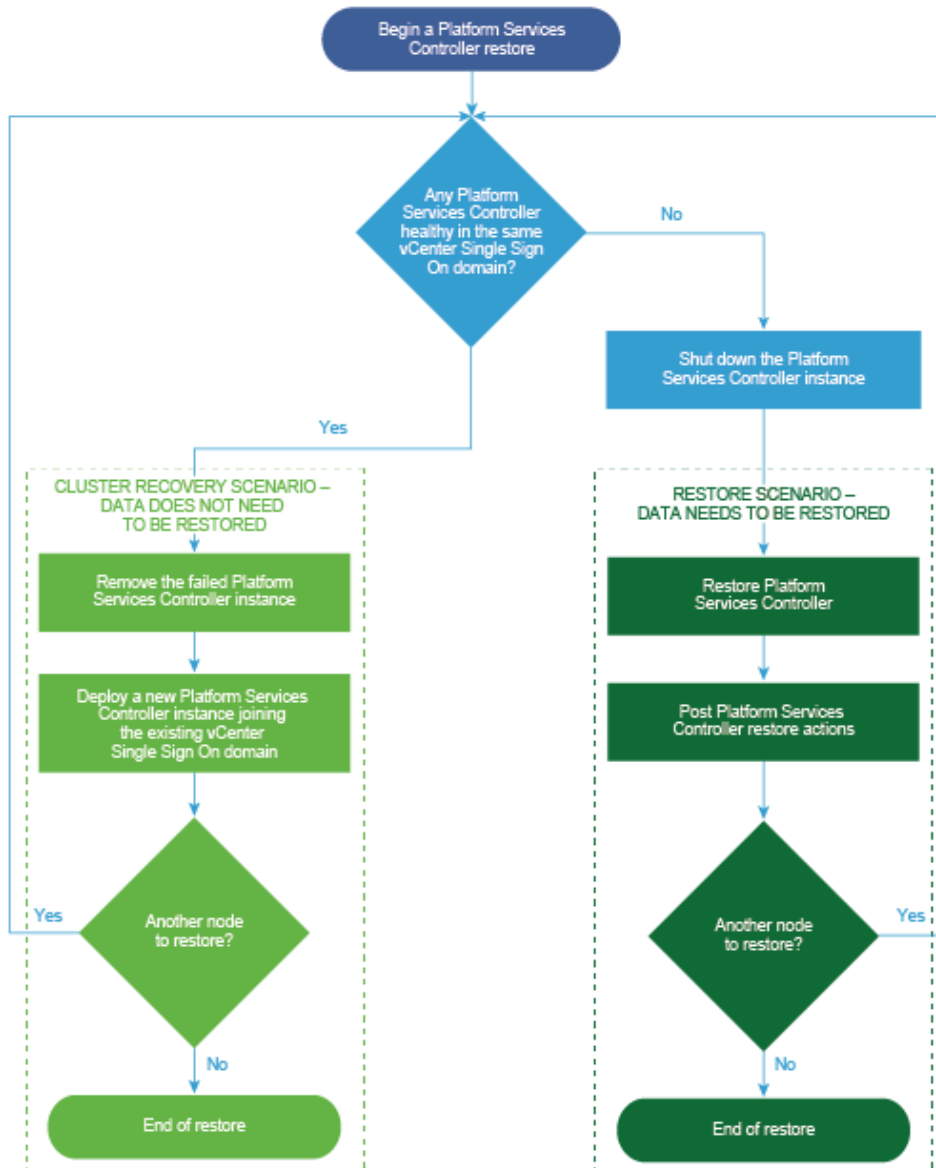 Begin a Platform Services
Controller restore
Any Platform
Services Controller
healthy in the same
vCenter Single Sign
On domain?
No
Shut down the Platform
Services Controller instance
Yes
CLUSTER RECOVERY SCENARIO –
DATA DOES NOT NEED
TO BE RESTORED
Remove the failed Platform
Services Controller instance
Deploy a new Platform Services
Controller instance joining
the existing vCenter
Single Sign On domain
Another node
to restore?
Yes
No
End of restore
RESTORE SCENARIO –
DATA NEEDS TO BE RESTORED
Restore Platform
Services Controller
Post Platform Services
Controller restore actions
Another node
to restore?
Yes
No
End of restore